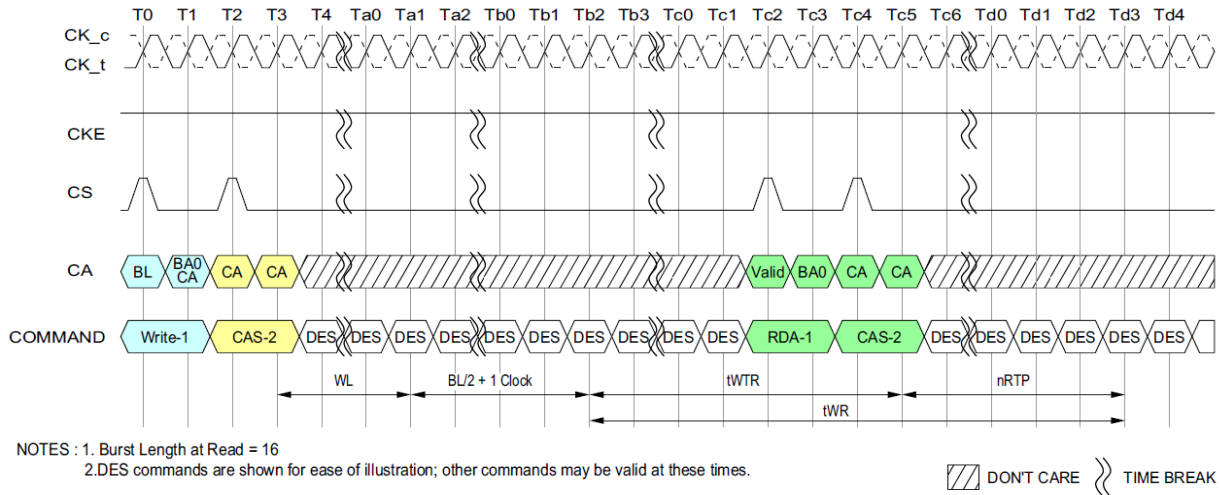 T0 T1 T2 T3 T4 Ta0 Ta1 Ta2 Tb0 Tb1 Tb2 Tb3 Tc0 Tc1 Tc2 Tc3 Tc4 Tc5 Tc6 Td0 Td1 Td2 Td3 Td4
CK_c
CK_t
CKE
CS
CA BL BA0 CA CA CA Valid BA0 CA CA
COMMAND Write-1 CAS-2 DES DES DES DES DES DES DES DES DES DES RDA-1 CAS-2 DES DES DES DES DES DES
WL BL/2 + 1 Clock tWTR nRTP
tWR
NOTES : 1. Burst Length at Read = 16
2.DES commands are shown for ease of illustration; other commands may be valid at these times.
DON'T CARE TIME BREAK